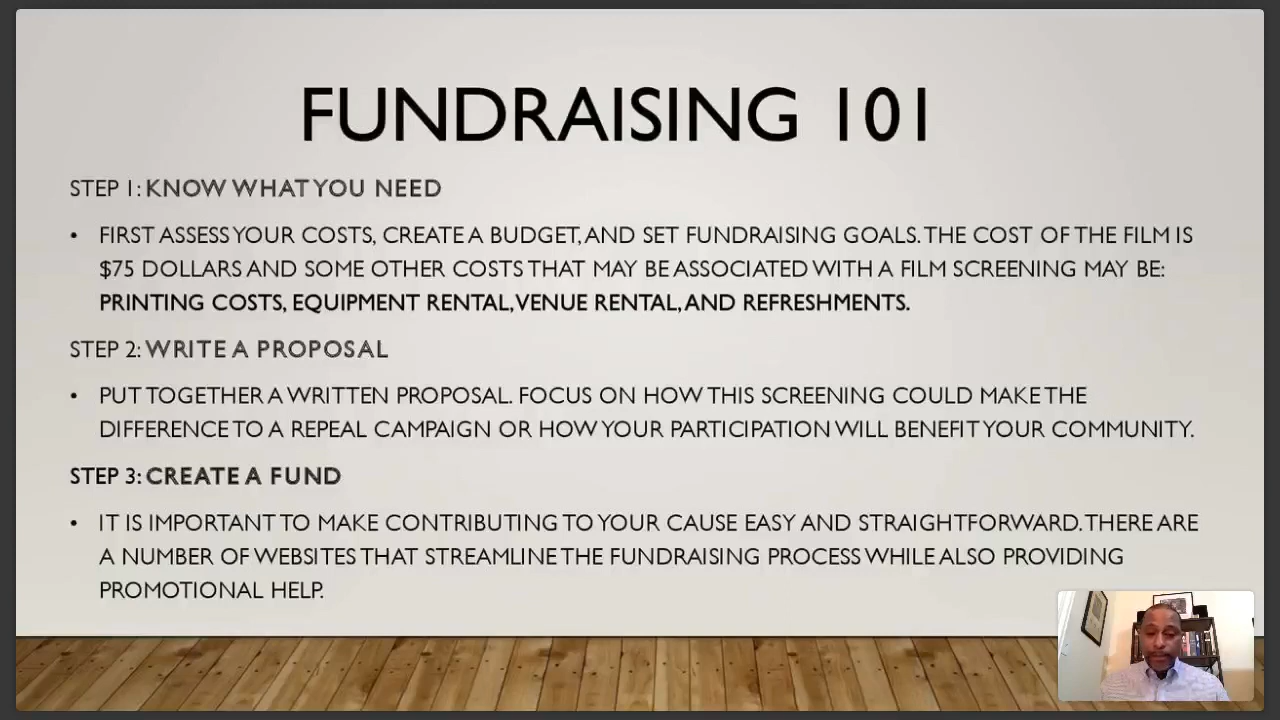 FUNDRAISING 101
STEP 1: KNOW WHAT YOU NEED
• FIRST ASSESS YOUR COSTS, CREATE A BUDGET, AND SET FUNDRAISING GOALS. THE COST OF THE FILM IS
$75 DOLLARS AND SOME OTHER COSTS THAT MAY BE ASSOCIATED WITH A FILM SCREENING MAY BE:
PRINTING COSTS, EQUIPMENT RENTAL, VENUE RENTAL, AND REFRESHMENTS.
STEP 2: WRITE A PROPOSAL
• PUT TOGETHER A WRITTEN PROPOSAL. FOCUS ON HOW THIS SCREENING COULD MAKE THE
DIFFERENCE TO A REPEAL CAMPAIGN OR HOW YOUR PARTICIPATION WILL BENEFIT YOUR COMMUNITY.
STEP 3: CREATE A FUND
• IT IS IMPORTANT TO MAKE CONTRIBUTING TO YOUR CAUSE EASY AND STRAIGHTFORWARD. THERE ARE
A NUMBER OF WEBSITES THAT STREAMLINE THE FUNDRAISING PROCESS WHILE ALSO PROVIDING
PROMOTIONAL HELP.